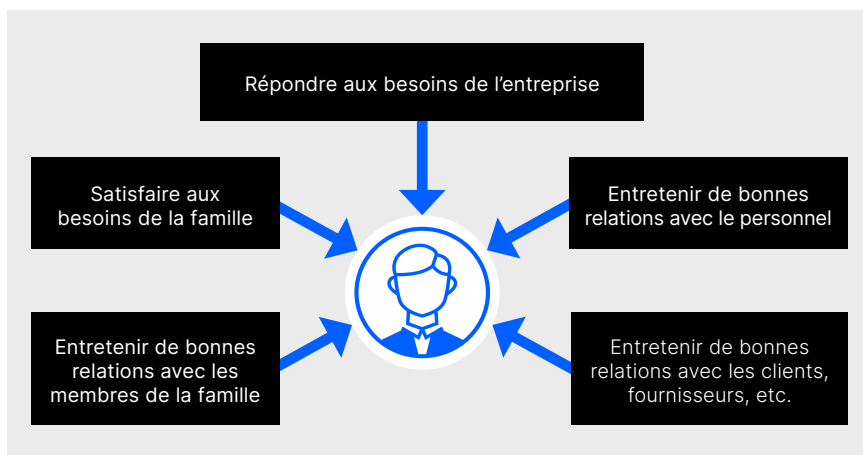 Répondre aux besoins de l’entreprise
Satisfaire aux
besoins de la famille
Entretenir de bonnes
relations avec le personnel
Entretenir de bonnes
relations avec les
membres de la famille
Entretenir de bonnes
relations avec les clients,
fournisseurs, etc.